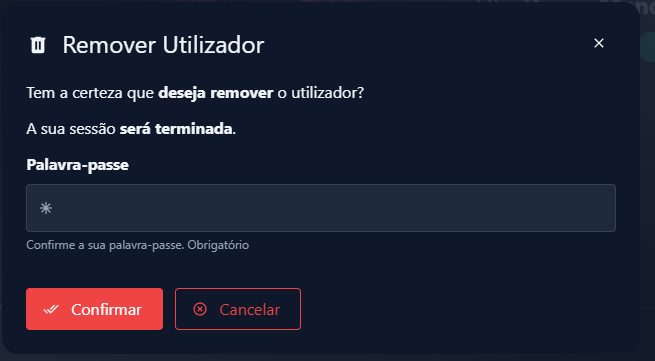 Remover Utilizador
Tem a certeza que deseja remover o utilizador?
A sua sessão será terminada.
Palavra-passe
Confirme a sua palavra-passe. Obrigatório
Confirmar
Cancelar